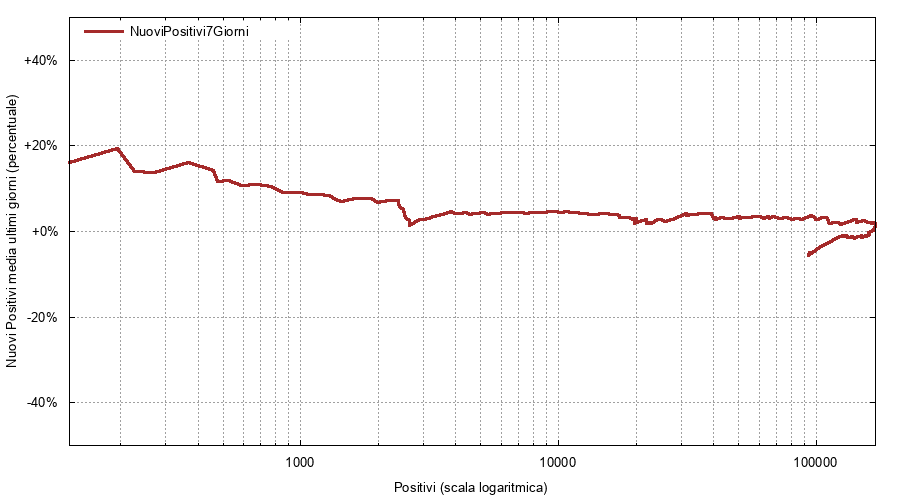 NuoviPositivi7Giorni
+40%
+20%
+0%
-20%
-40%
Nuovi Positivi media ultimi giorni (percentuale)
1000
10000
100000
Positivi (scala logaritmica)